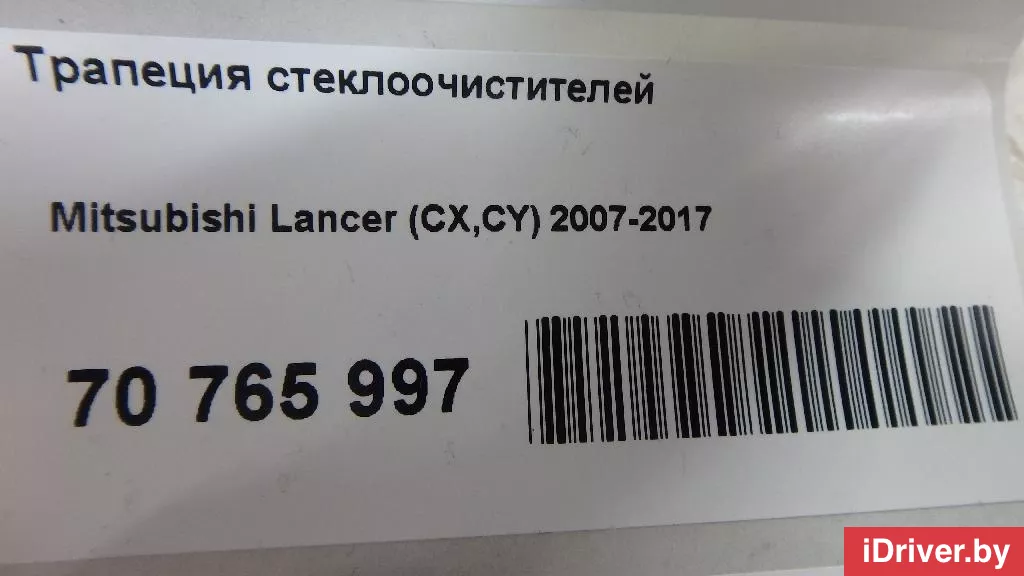 Трапеция стеклоочистителей
Mitsubishi Lancer (CX,CY) 2007-2017
70 765 997
iDriver.by